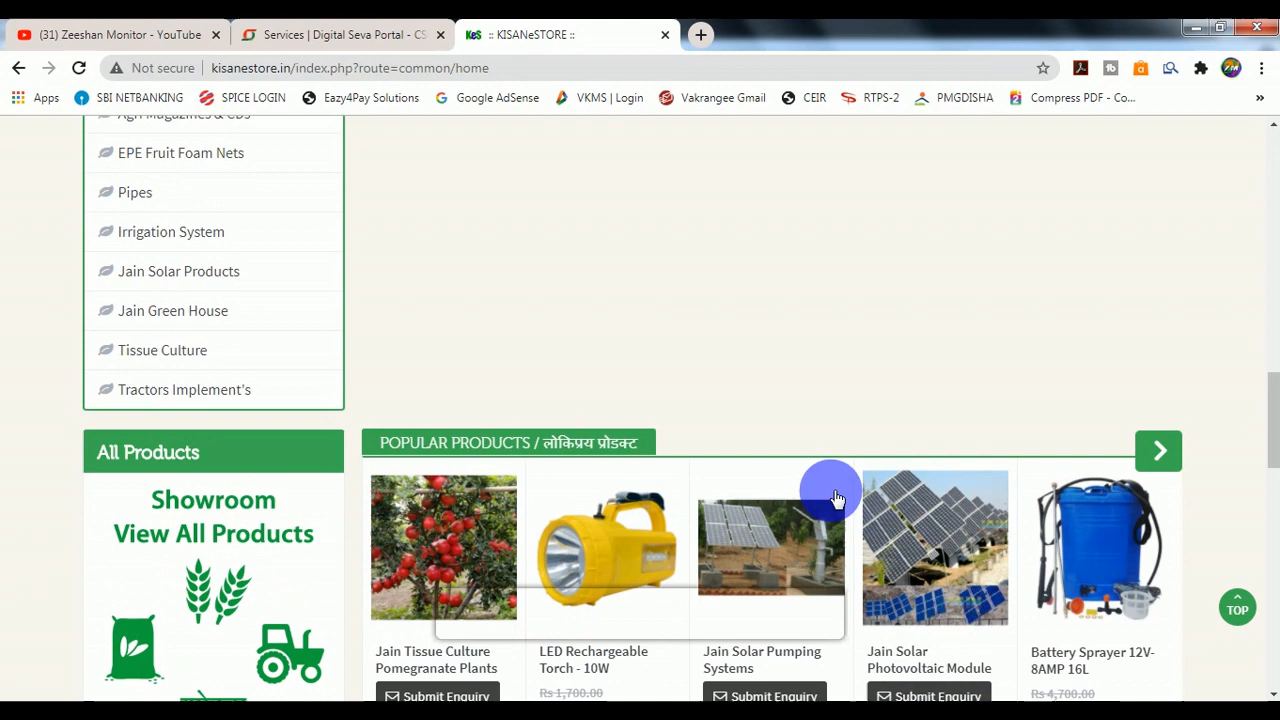 (31) Zeeshan Monitor - YouTube
Services | Digital Seva Portal - CS
KeS :: KISANeSTORE ::
Not secure
kisanestore.in/index.php?route=common/home
Apps
SBI NETBANKING
SPICE LOGIN
Eazy4Pay Solutions
Google AdSense
VKMS | Login
Vakrangee Gmail
CEIR
RTPS-2
PMGDISHA
Compress PDF - Co...
»
Agri Magazines & CDs
EPE Fruit Foam Nets
Pipes
Irrigation System
Jain Solar Products
Jain Green House
Tissue Culture
Tractors Implement's
All Products
Showroom
View All Products
POPULAR PRODUCTS / लोकप्रिय प्रोडक्ट
Jain Tissue Culture
Pomegranate Plants
Submit Enquiry
LED Rechargeable
Torch - 10W
Rs 1,700.00
Jain Solar Pumping
Systems
Submit Enquiry
Jain Solar
Photovoltaic Module
Submit Enquiry
Battery Sprayer 12V-
8AMP 16L
Rs 4,700.00
TOP